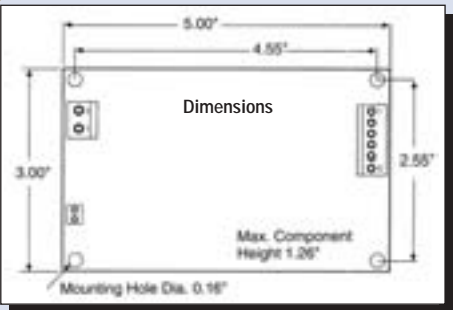 5.00"
4.55"
Dimensions
3.00"
2.55"
Max. Component
Height 1.26"
Mounting Hole Dia. 0.16"